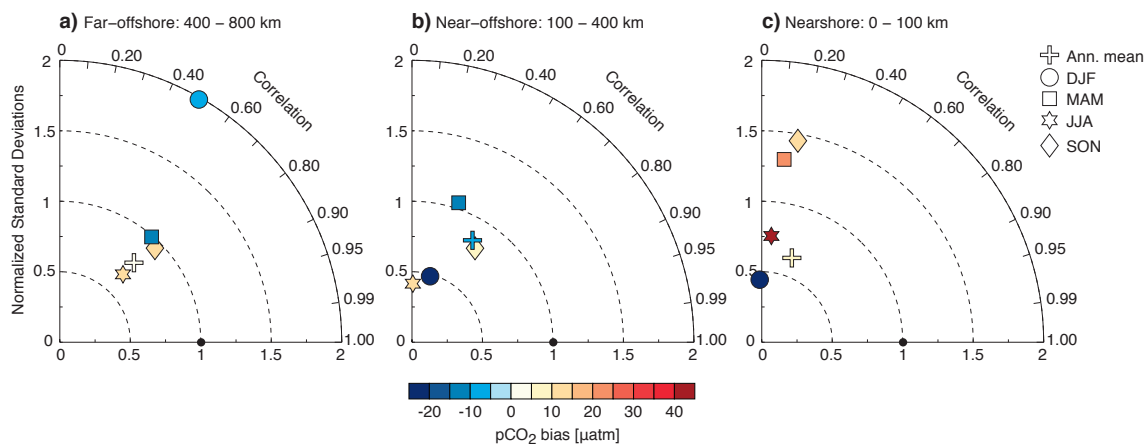 a) Far−offshore: 400 − 800 km
b) Near−offshore: 100 − 400 km
c) Nearshore: 0 − 100 km
Normalized Standard Deviations
2
1.5
1
0.5
0
0 0.5 1 1.5 2
0 0.20 0.40 0.60 0.80 0.90 0.95 0.99 1.00
Correlation
2
1.5
1
0.5
0
0 0.5 1 1.5 2
0 0.20 0.40 0.60 0.80 0.90 0.95 0.99 1.00
Correlation
2
1.5
1
0.5
0
0 0.5 1 1.5 2
0 0.20 0.40 0.60 0.80 0.90 0.95 0.99 1.00
Correlation
Ann. mean
DJF
MAM
JJA
SON
-20 -10 0 10 20 30 40
pCO₂ bias [µatm]